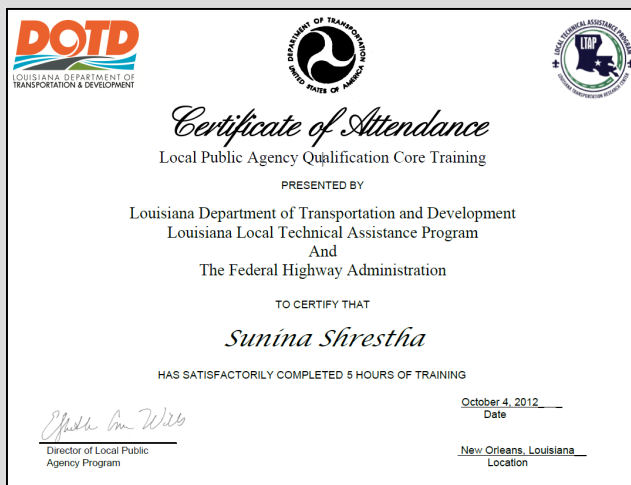 DOTD
LOUISIANA DEPARTMENT OF
TRANSPORTATION & DEVELOPMENT
DEPARTMENT OF TRANSPORTATION
UNITED STATES OF AMERICA
LOCAL TECHNICAL ASSISTANCE PROGRAM
LTAP
LOUISIANA TRANSPORTATION RESEARCH CENTER
Certificate of Attendance
Local Public Agency Qualification Core Training
PRESENTED BY
Louisiana Department of Transportation and Development
Louisiana Local Technical Assistance Program
And
The Federal Highway Administration
TO CERTIFY THAT
Sunina Shrestha
HAS SATISFACTORILY COMPLETED 5 HOURS OF TRAINING
October 4, 2012
Date
Director of Local Public
Agency Program
New Orleans, Louisiana
Location